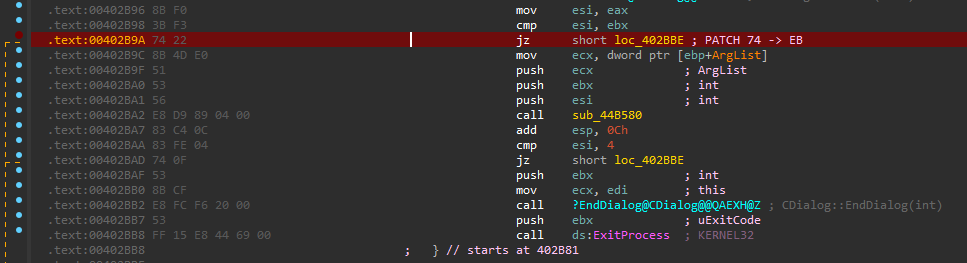 .text:00402B96 8B F0 mov esi, eax
.text:00402B98 3B F3 cmp esi, ebx
.text:00402B9A 74 22 jz short loc_402BBE ; PATCH 74 -> EB
.text:00402B9C 8B 4D E0 mov ecx, dword ptr [ebp+ArgList]
.text:00402B9F 51 push ecx ; ArgList
.text:00402BA0 53 push ebx ; int
.text:00402BA1 56 push esi ; int
.text:00402BA2 E8 D9 89 04 00 call sub_44B580
.text:00402BA7 83 C4 0C add esp, 0Ch
.text:00402BAA 83 FE 04 cmp esi, 4
.text:00402BAD 74 0F jz short loc_402BBE
.text:00402BAF 53 push ebx ; int
.text:00402BB0 8B CF mov ecx, edi ; this
.text:00402BB2 E8 FC F6 20 00 call ?EndDialog@CDialog@@QAEXH@Z ; CDialog::EndDialog(int)
.text:00402BB7 53 push ebx ; uExitCode
.text:00402BB8 FF 15 E8 44 69 00 call ds:ExitProcess ; KERNEL32
.text:00402BB8 ; } // starts at 402B81